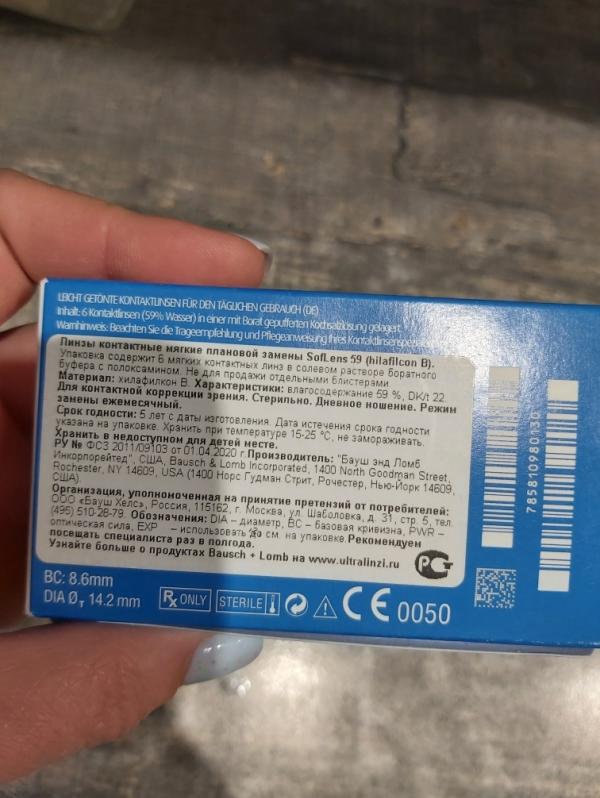 LEICHT GETÖNTE KONTAKTLINSEN FÜR DEN TÄGLICHEN GEBRAUCH (DE)
Inhalt: 6 Kontaktlinsen (59% Wasser) in einer mit Borat gepufferten Kochsalzlösung gelagert
Warnhinweis: Beachten Sie die Trageempfehlung und Pflegeanweisung Ihres Kontaktlinsenspezia
Линзы контактные мягкие плановой замены SofLens 59 (hilafilcon B).
Упаковка содержит 6 мягких контактных линз в солевом растворе боратного
буфера с полоксамином. Не для продажи отдельными блистерами.
Материал: хилафилкон В. Характеристики: влагосодержание 59 %, DK/t 22.
Для контактной коррекции зрения. Стерильно. Дневное ношение. Режим
замены ежемесячный.
Срок годности: 5 лет с даты изготовления. Дата истечения срока годности
указана на упаковке. Хранить при температуре 15-25 °C, не замораживать.
Хранить в недоступном для детей месте.
РУ № ФСЗ 2011/09103 от 01.04.2020 г. Производитель: "Бауш энд Ломб
Инкорпорейтед", США, Bausch & Lomb Incorporated, 1400 North Goodman Street,
Rochester, NY 14609, USA (1400 Норс Гудман Стрит, Рочестер, Нью-Йорк 14609,
США).
Организация, уполномоченная на принятие претензий от потребителей:
ООО «Бауш Хелс», Россия, 115162, г. Москва, ул. Шаболовка, д. 31, стр. 5, тел.
(495) 510-28-79. Обозначения: DIA – диаметр, BC – базовая кривизна, PWR –
оптическая сила, EXP – использовать до см. на упаковке. Рекомендуем
посещать специалиста раз в полгода.
Узнайте больше о продуктах Bausch + Lomb на www.ultralinzi.ru
РСТ
BC: 8.6mm
DIA ØT 14.2 mm
Rx ONLY
STERILE
CE 0050
785810980130